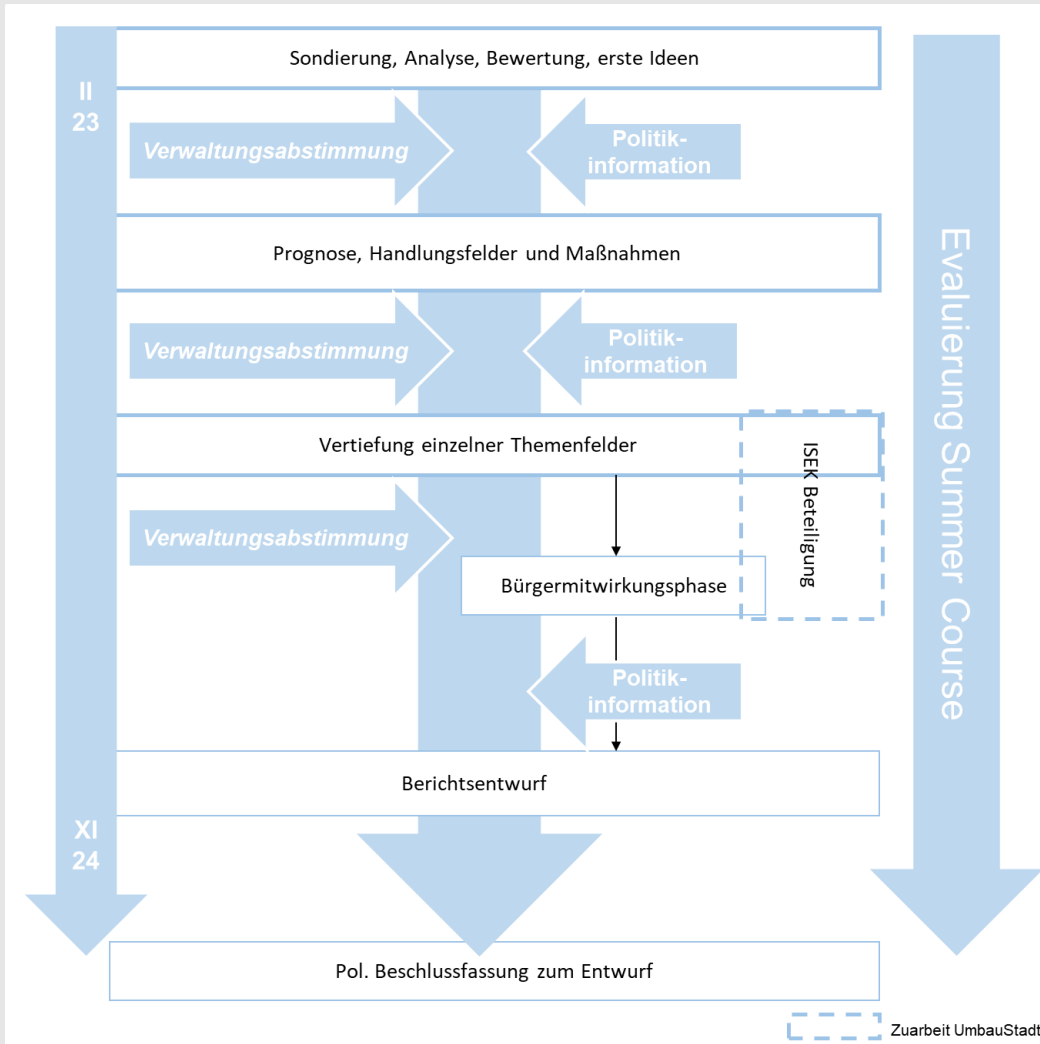 Sondierung, Analyse, Bewertung, erste Ideen
II
23
Verwaltungsabstimmung
Politik-
information
Prognose, Handlungsfelder und Maßnahmen
Verwaltungsabstimmung
Politik-
information
Vertiefung einzelner Themenfelder
ISEK Beteiligung
Verwaltungsabstimmung
Bürgermitwirkungsphase
Politik-
information
Berichtsentwurf
XI
24
Pol. Beschlussfassung zum Entwurf
Evaluierung Summer Course
Zuarbeit UmbauStadt